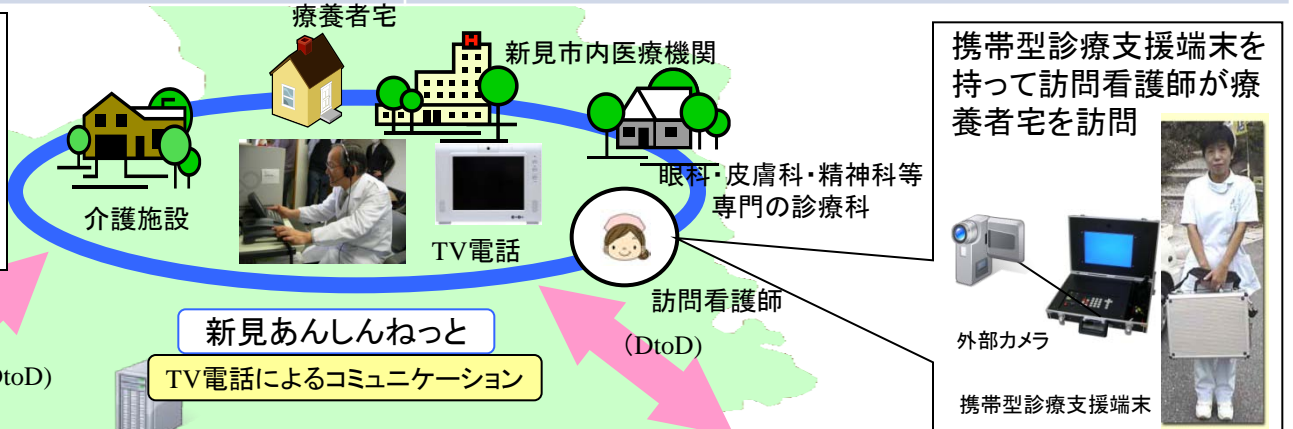 療養者宅
新見市内医療機関
介護施設
TV電話
眼科・皮膚科・精神科等
専門の診療科
訪問看護師
新見あんしんねっと
TV電話によるコミュニケーション
(DtoD)
toD)
携帯型診療支援端末を
持って訪問看護師が療
養者宅を訪問
外部カメラ
携帯型診療支援端末
H